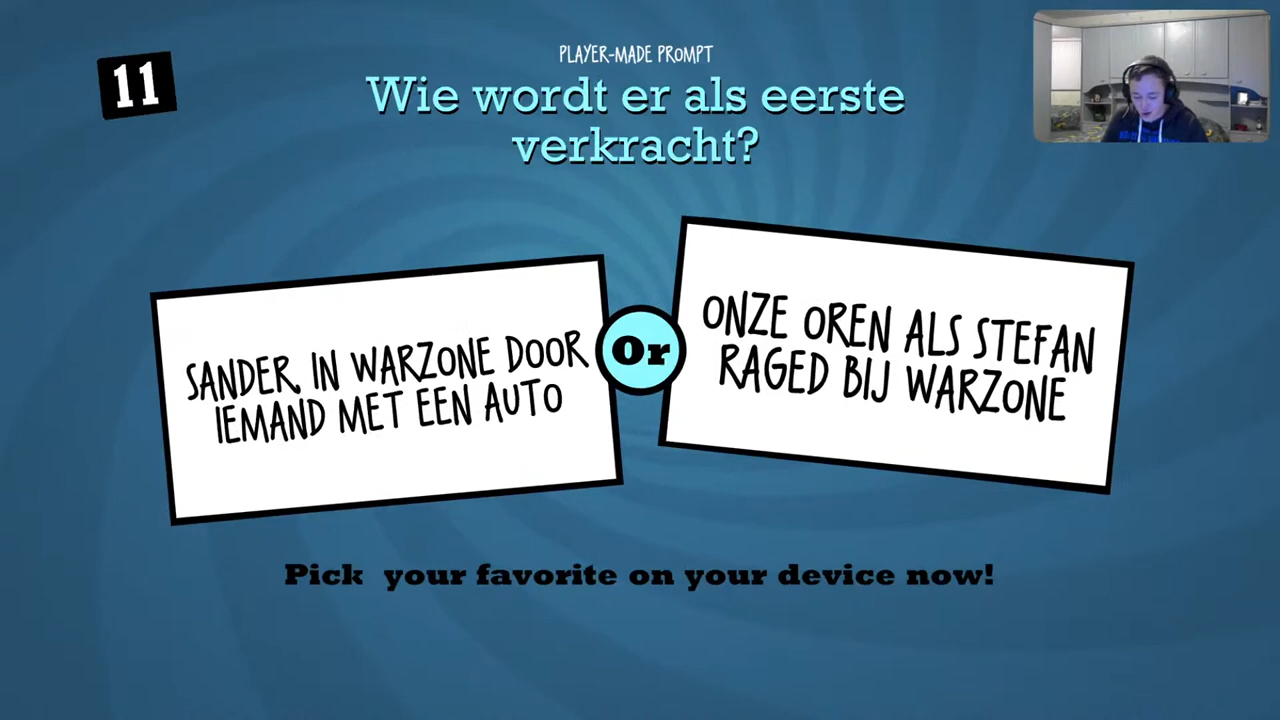 11
PLAYER-MADE PROMPT
Wie wordt er als eerste
verkracht?
SANDER, IN WARZONE DOOR
IEMAND MET EEN AUTO
Or
ONZE OREN ALS STEFAN
RAGED BIJ WARZONE
Pick your favorite on your device now!